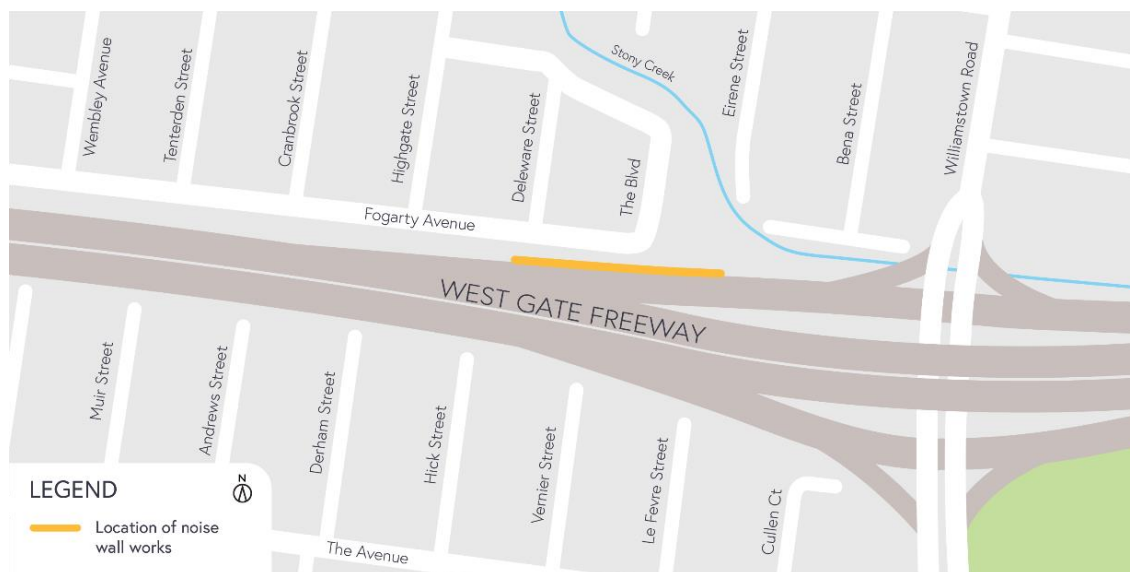 Wembley Avenue
Tenterden Street
Cranbrook Street
Highgate Street
Deleware Street
The Blvd
Stony Creek
Eirene Street
Bena Street
Williamstown Road
Fogarty Avenue
WEST GATE FREEWAY
Muir Street
Andrews Street
Derham Street
Hick Street
Vernier Street
Le Fevre Street
Cullen Ct
The Avenue
LEGEND
N
Location of noise
wall works